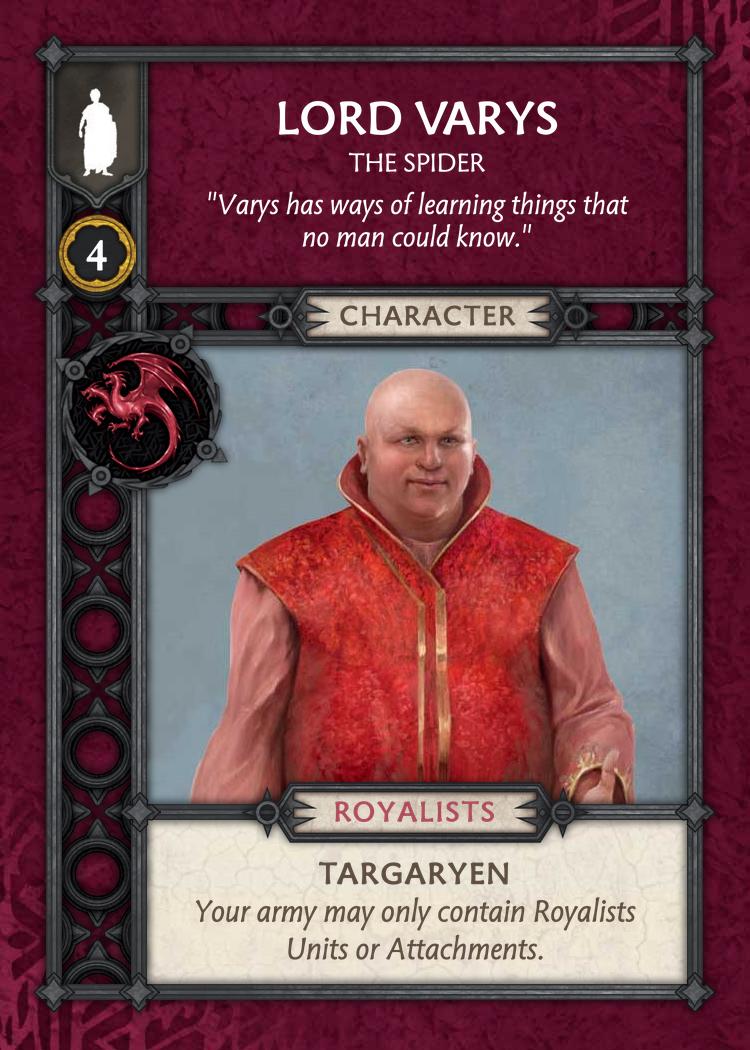 LORD VARYS
THE SPIDER
"Varys has ways of learning things that
no man could know."
4
CHARACTER
ROYALISTS
TARGARYEN
Your army may only contain Royalists
Units or Attachments.